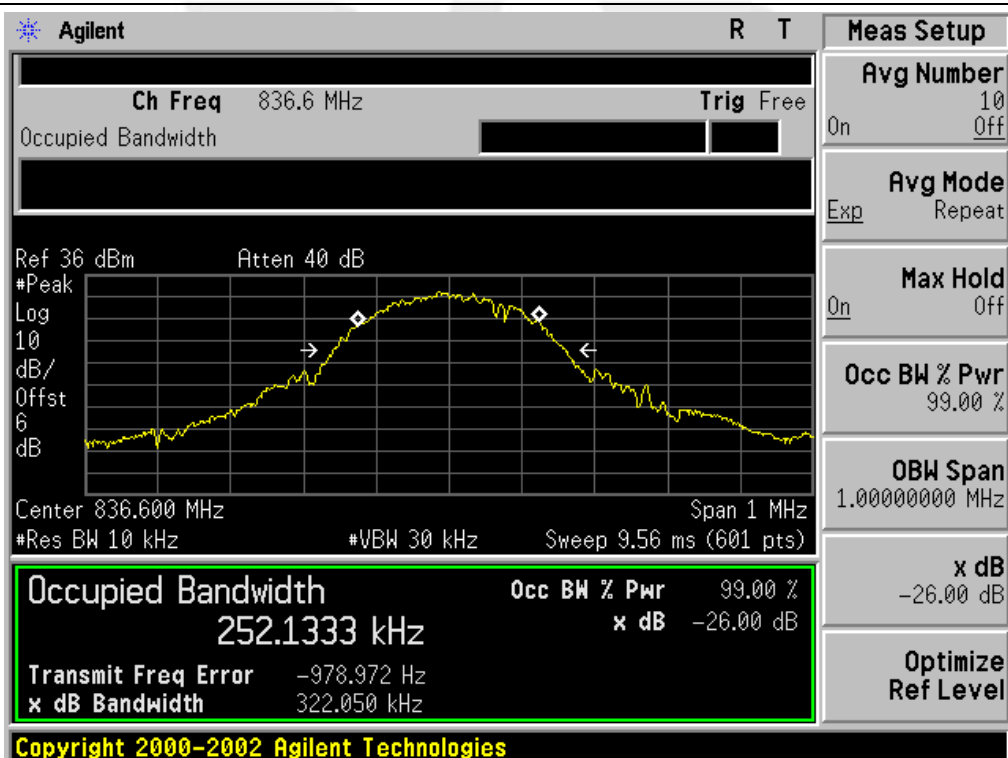 Agilent R T
Ch Freq 836.6 MHz Trig Free
Occupied Bandwidth
Ref 36 dBm Atten 40 dB
#Peak
Log
10
dB/
Offst
6
dB
Center 836.600 MHz Span 1 MHz
#Res BW 10 kHz #VBW 30 kHz Sweep 9.56 ms (601 pts)
Occupied Bandwidth Occ BW % Pwr 99.00 %
252.1333 kHz x dB -26.00 dB
Transmit Freq Error -978.972 Hz
x dB Bandwidth 322.050 kHz
Copyright 2000-2002 Agilent Technologies
Meas Setup
Avg Number
10
On Off
Avg Mode
Exp Repeat
Max Hold
On Off
Occ BW % Pwr
99.00 %
OBW Span
1.00000000 MHz
x dB
-26.00 dB
Optimize
Ref Level